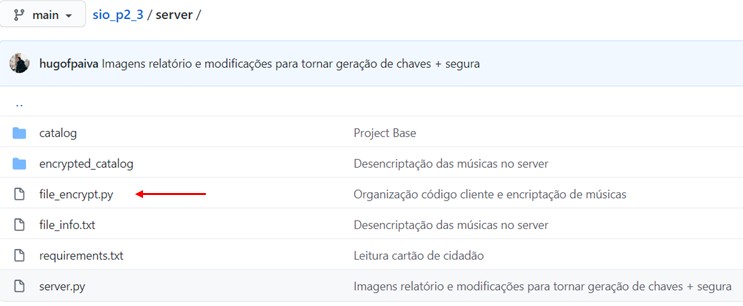 main sio_p2_3 / server /
hugofpaiva Imagens relatório e modificações para tornar geração de chaves + segura
..
catalog Project Base
encrypted_catalog Desencriptação das músicas no server
file_encrypt.py Organização código cliente e encriptação de músicas
file_info.txt Desencriptação das músicas no server
requirements.txt Leitura cartão de cidadão
server.py Imagens relatório e modificações para tornar geração de chaves + segura